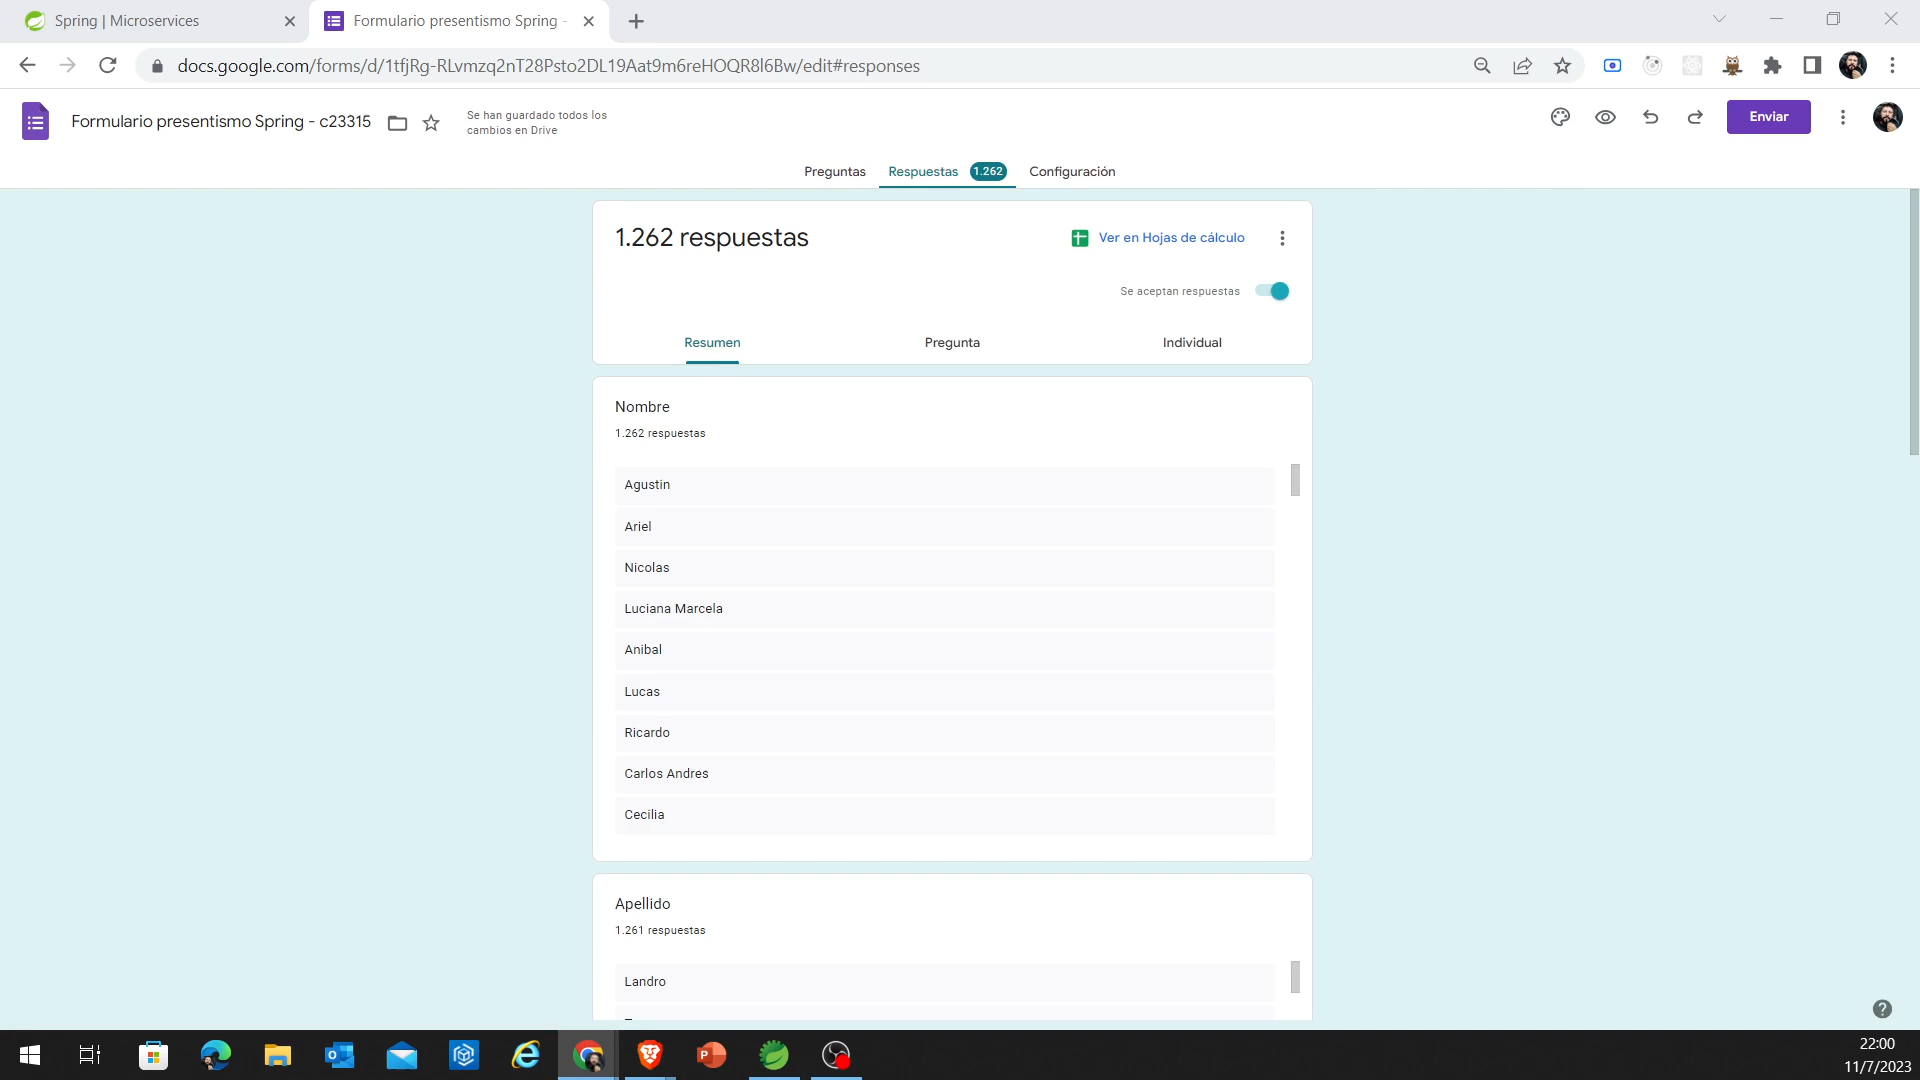 Spring | Microservices
Formulario presentismo Spring -
docs.google.com/forms/d/1tfjRg-RLvmzq2nT28Psto2DL19Aat9m6reHOQR8l6Bw/edit#responses
Formulario presentismo Spring - c23315
Se han guardado todos los
cambios en Drive
Enviar
Preguntas
Respuestas
1.262
Configuración
1.262 respuestas
Ver en Hojas de cálculo
Se aceptan respuestas
Resumen
Pregunta
Individual
Nombre
1.262 respuestas
Agustin
Ariel
Nicolas
Luciana Marcela
Anibal
Lucas
Ricardo
Carlos Andres
Cecilia
Apellido
1.261 respuestas
Landro
22:00
11/7/2023